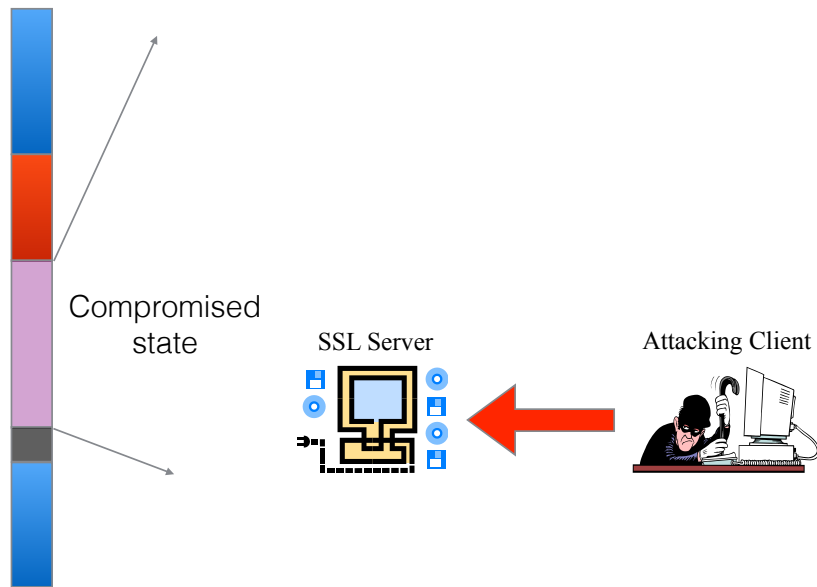 Compromised
state
SSL Server
Attacking Client